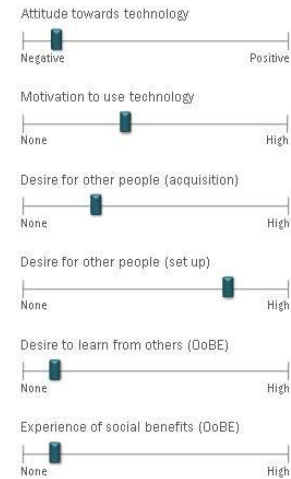 Attitude towards technology
Negative Positive
Motivation to use technology
None High
Desire for other people (acquisition)
None High
Desire for other people (set up)
None High
Desire to learn from others (OoBE)
None High
Experience of social benefits (OoBE)
None High